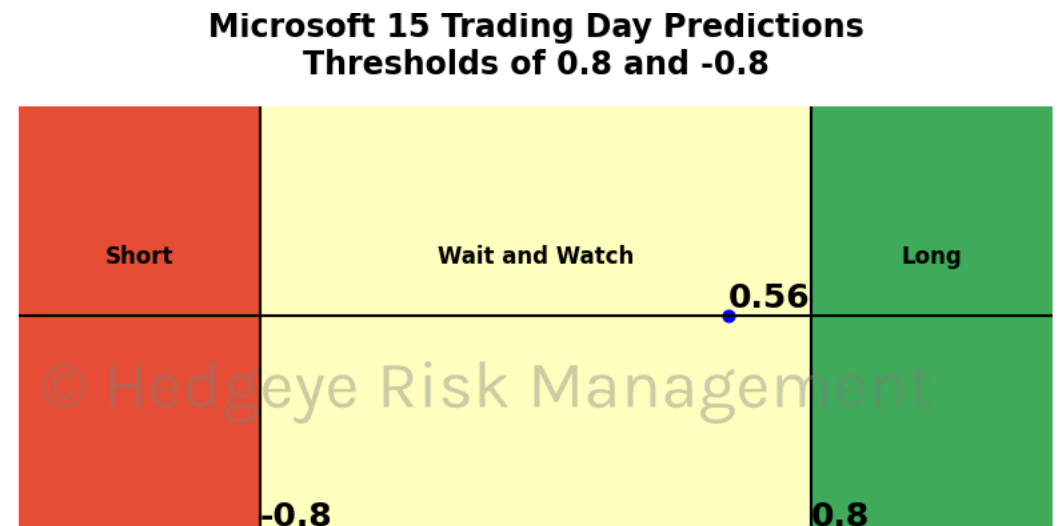 Microsoft 15 Trading Day Predictions
Thresholds of 0.8 and -0.8
Short
Wait and Watch
Long
0.56
© Hedgeye Risk Management
-0.8
0.8